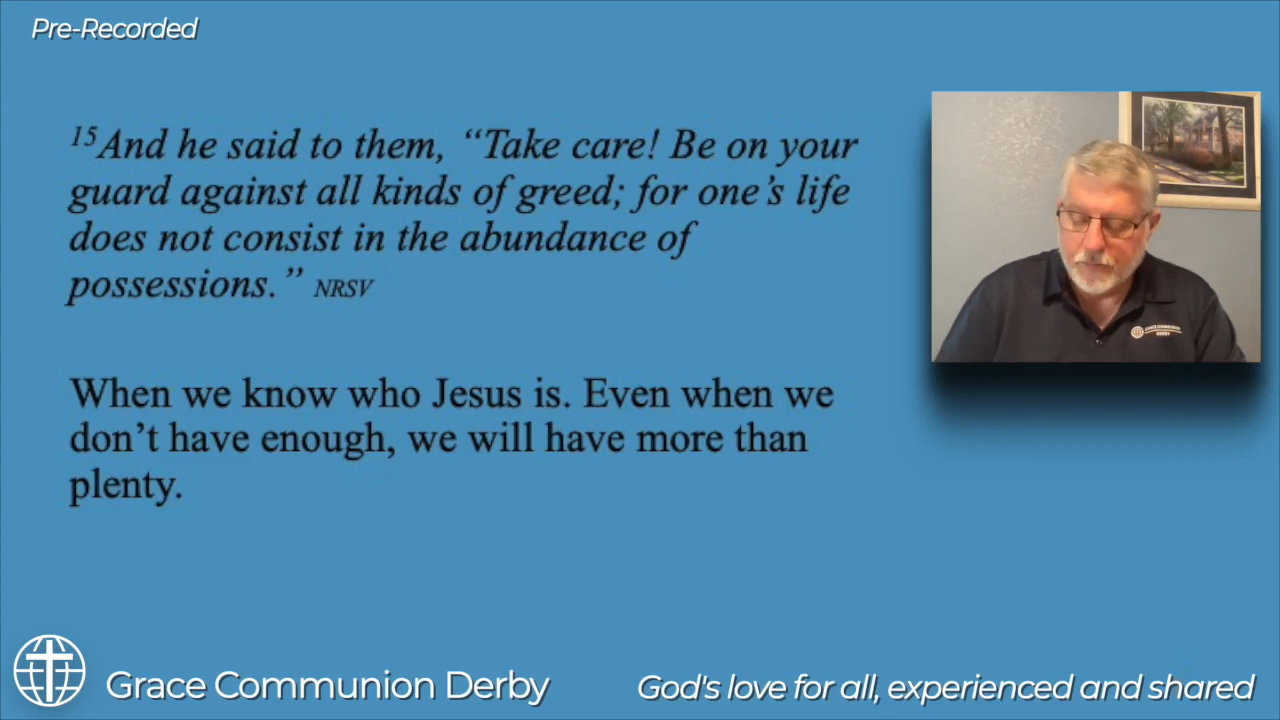 Pre-Recorded
15And he said to them, “Take care! Be on your
guard against all kinds of greed; for one’s life
does not consist in the abundance of
possessions.” NRSV
When we know who Jesus is. Even when we
don’t have enough, we will have more than
plenty.
GRACE COMMUNION
DERBY
Grace Communion Derby
God's love for all, experienced and shared